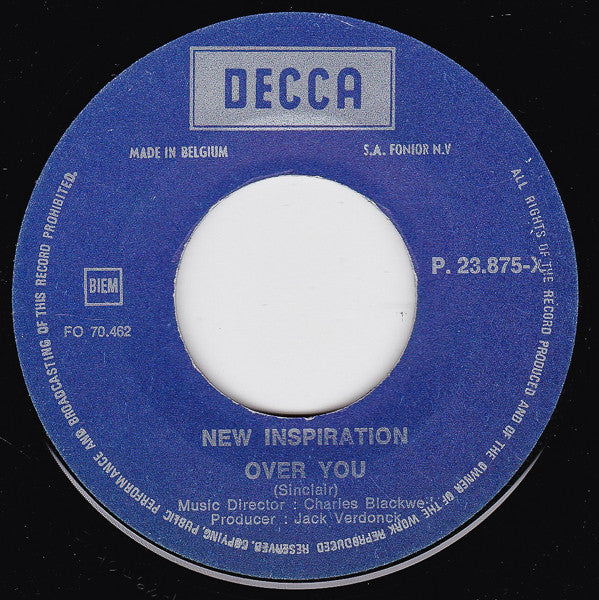 DECCA
MADE IN BELGIUM
S.A. FONIOR N.V
P. 23.875-X
BIEM
FO 70.462
NEW INSPIRATION
OVER YOU
(Sinclair)
Music Director : Charles Blackwell
Producer : Jack Verdonck
ALL RIGHTS OF THE RECORD PRODUCED AND OF THE OWNER OF THE WORK REPRODUCED RESERVED. COPYING, PUBLIC PERFORMANCE AND BROADCASTING OF THIS RECORD PROHIBITED.